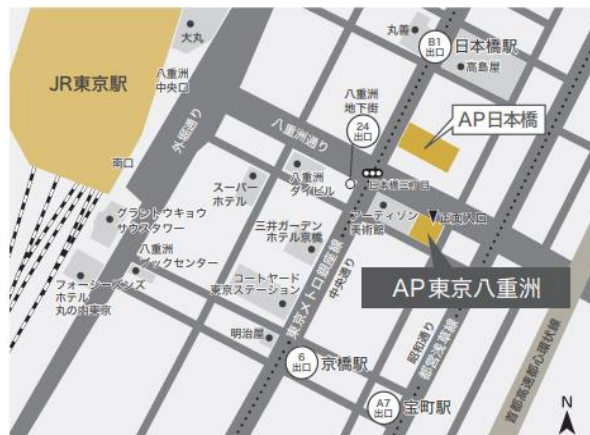 大丸
丸善
B1
出口
日本橋駅
高島屋
JR東京駅
八重洲
中央口
八重洲
地下街
24
出口
AP日本橋
外堀通り
八重洲通り
南口
八重洲
ダイビル
日本橋三丁目
スーパー
ホテル
アーティゾン
美術館
正面入口
グラントウキョウ
サウスタワー
三井ガーデン
ホテル京橋
八重洲
ブックセンター
AP東京八重洲
フォーシーズンズ
ホテル
丸の内東京
コートヤード
東京ステーション
東京メトロ銀座線
中央通り
昭和通り
都営浅草線
首都高速都心環状線
明治屋
6
出口
京橋駅
A7
出口
宝町駅
N